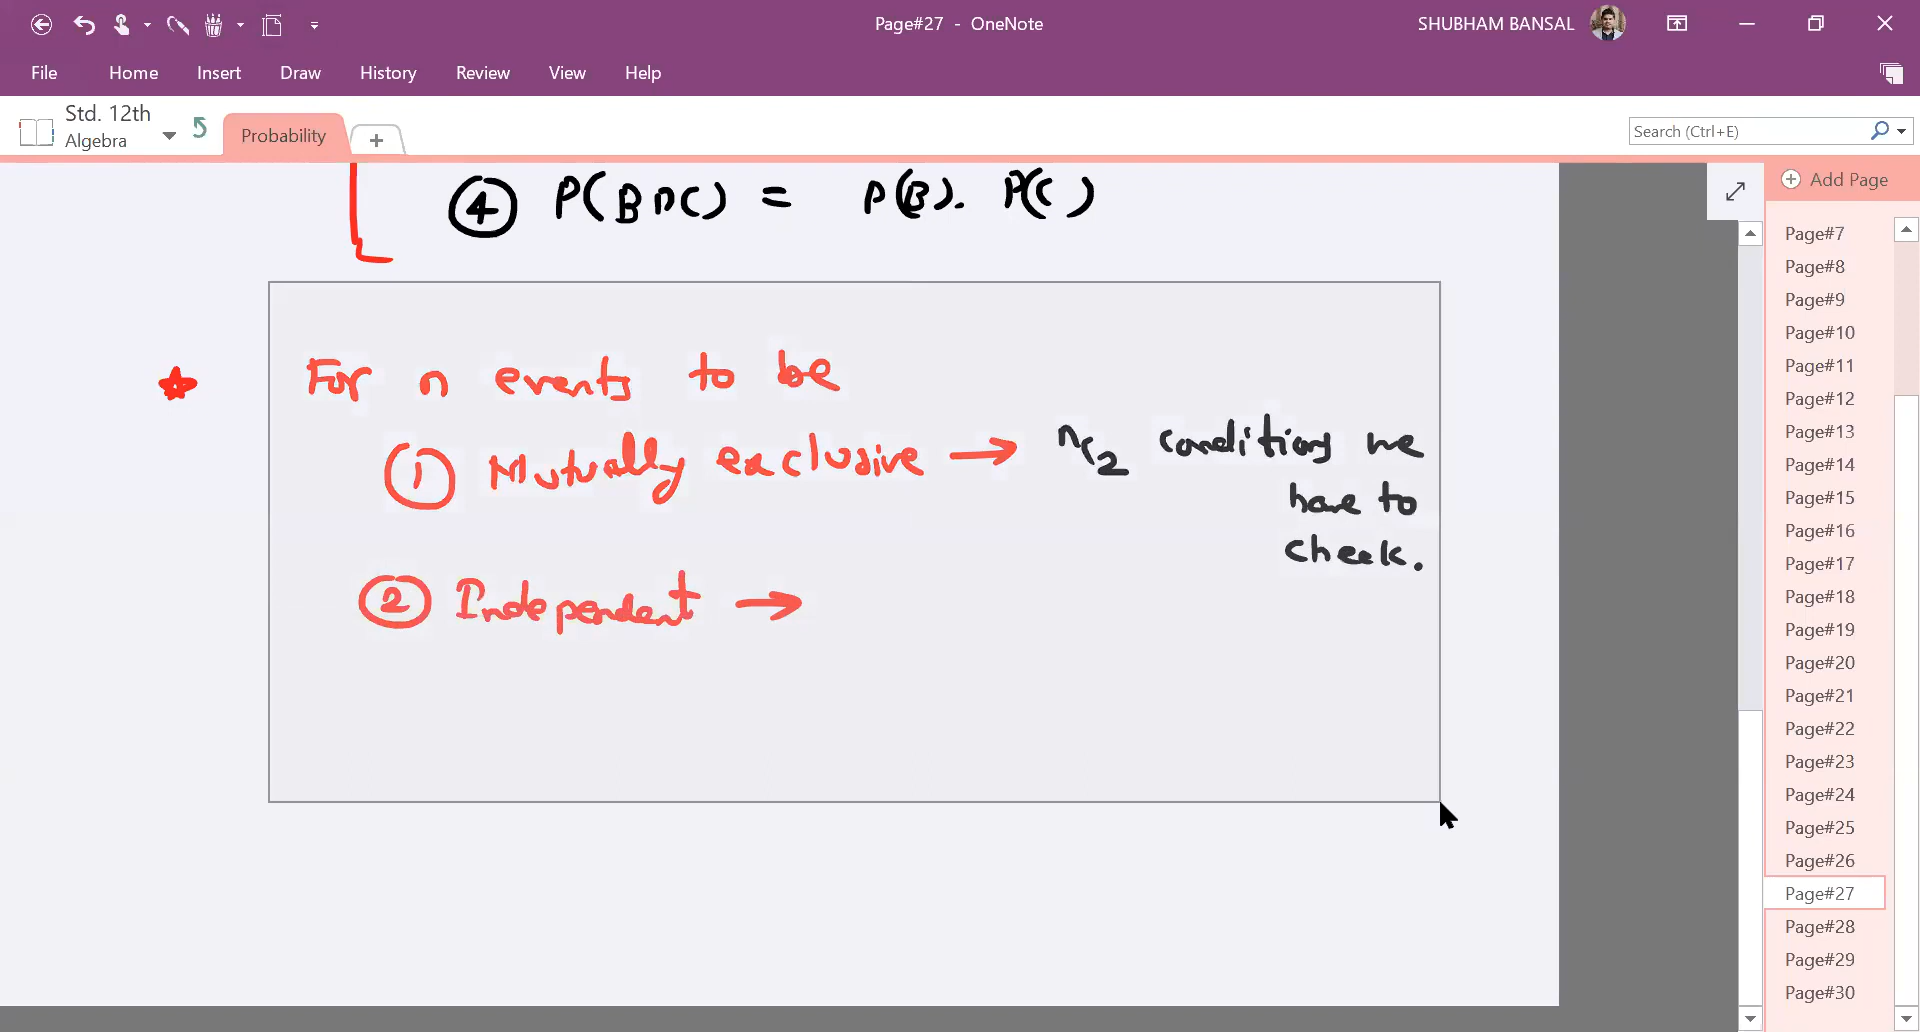 Page#27 - OneNote
SHUBHAM BANSAL
File Home Insert Draw History Review View Help
Std. 12th
Algebra
Probability
+
Search (Ctrl+E)
④ P(B∩C) = P(B). P(C)
For n events to be
① Mutually exclusive → nC2 conditions we
have to
check.
② Independent →
Add Page
Page#7
Page#8
Page#9
Page#10
Page#11
Page#12
Page#13
Page#14
Page#15
Page#16
Page#17
Page#18
Page#19
Page#20
Page#21
Page#22
Page#23
Page#24
Page#25
Page#26
Page#27
Page#28
Page#29
Page#30